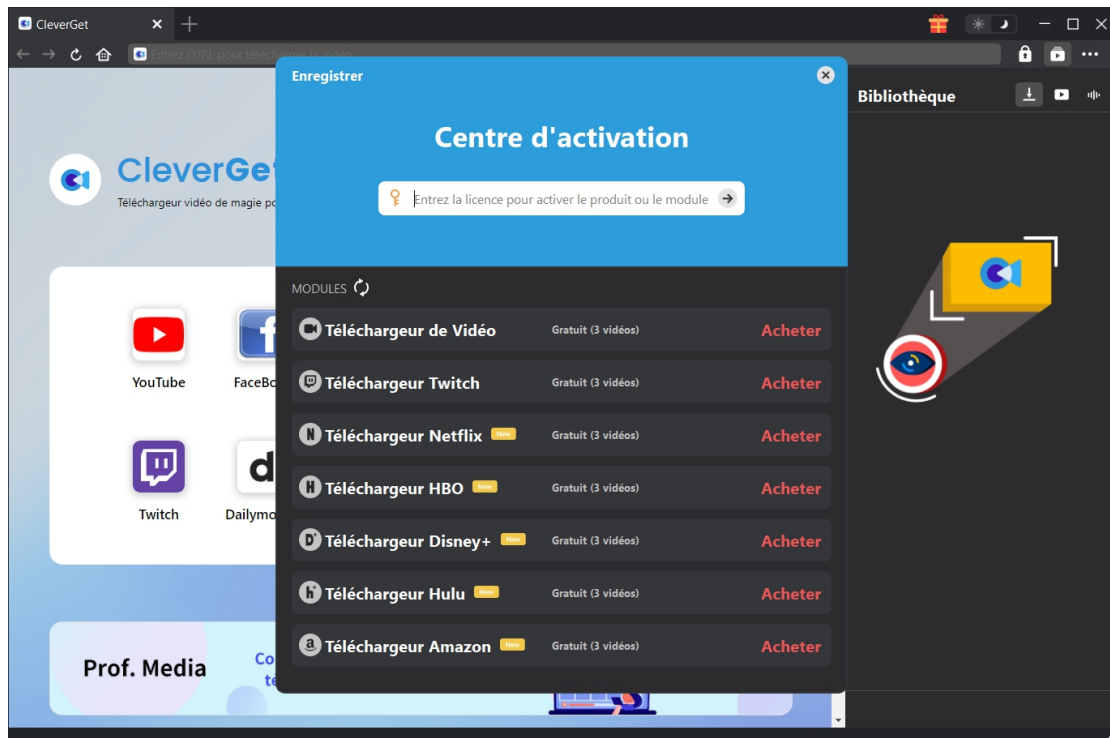 CleverGet
Entrez l'URL pour télécharger la vidéo
Enregistrer
Centre d'activation
Entrez la licence pour activer le produit ou le module
Bibliothèque
CleverGet
Téléchargeur vidéo de magie
YouTube
FaceBo
Twitch
Dailymo
MODULES
Téléchargeur de Vidéo Gratuit (3 vidéos) Acheter
Téléchargeur Twitch Gratuit (3 vidéos) Acheter
Téléchargeur Netflix New Gratuit (3 vidéos) Acheter
Téléchargeur HBO New Gratuit (3 vidéos) Acheter
Téléchargeur Disney+ New Gratuit (3 vidéos) Acheter
Téléchargeur Hulu New Gratuit (3 vidéos) Acheter
Téléchargeur Amazon New Gratuit (3 vidéos) Acheter
Prof. Media
Co
te